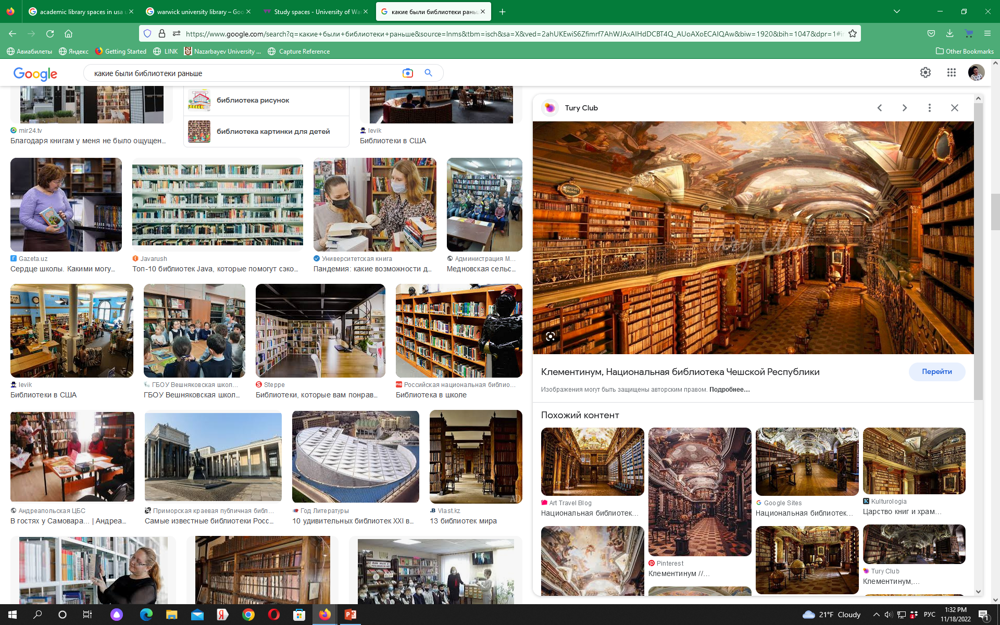 academic library spaces in usa u
warwick university library – Goo
Study spaces - University of Wa
какие были библиотеки рань
https://www.google.com/search?q=какие+были+библиотеки+раньше&source=lnms&tbm=isch&sa=X&ved=2ahUKEwiS6Zfimrf7AhWJAxAIHdDCBT4Q_AUoAXoECAIQAw&biw=1920&bih=1047&dpr=1#i
Авиабилеты
Яндекс
Getting Started
LINK
Nazarbayev University ...
Capture Reference
Other Bookmarks
Google
какие были библиотеки раньше
mir24.tv
Благодаря книгам у меня не было ощущен...
библиотека рисунок
библиотека картинки для детей
levik
Библиотеки в США
Gazeta.uz
Сердце школы. Какими могу...
Javarush
Топ-10 библиотек Java, которые помогут сэко...
Университетская книга
Пандемия: какие возможности д...
Администрация М...
Медновская сельс...
levik
Библиотеки в США
ГБОУ Вешняковская школ...
ГБОУ Вешняковская школ...
Steppe
Библиотеки, которые вам понрав...
Российская национальная библио...
Библиотека в школе
Андреапольская ЦБС
В гостях у Самовара... | Андреа...
Приморская краевая публичная библ...
Самые известные библиотеки Росс...
Год Литературы
10 удивительных библиотек XXI в...
AD
Vlast.kz
13 библиотек мира
Tury Club
Tury Club
Клементинум, Национальная библиотека Чешской Республики
Перейти
Изображения могут быть защищены авторским правом. Подробнее...
Похожий контент
Art Travel Blog
Национальная библиотек...
Pinterest
Клементинум //...
Google Sites
Национальная библиотек...
Kulturologia
Царство книг и храм...
Tury Club
Клементинум,...
21°F Cloudy
РУС
1:32 PM
11/18/2022
1